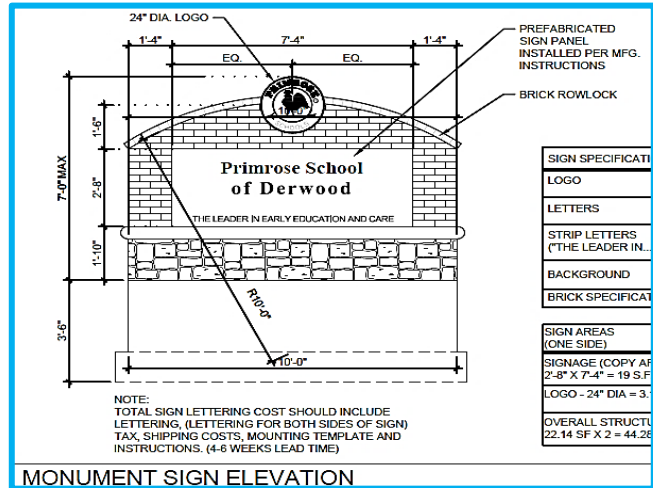 24" DIA. LOGO
1'-4"
7'-4"
1'-4"
EQ.
EQ.
PREFABRICATED
SIGN PANEL
INSTALLED PER MFG.
INSTRUCTIONS
BRICK ROWLOCK
PRIMROSE
7'-0" MAX
1'-6"
2'-8"
1'-10"
3'-6"
Primrose School
of Derwood
THE LEADER IN EARLY EDUCATION AND CARE
R10'-0"
10'-0"
NOTE:
TOTAL SIGN LETTERING COST SHOULD INCLUDE
LETTERING, (LETTERING FOR BOTH SIDES OF SIGN)
TAX, SHIPPING COSTS, MOUNTING TEMPLATE AND
INSTRUCTIONS. (4-6 WEEKS LEAD TIME)
SIGN SPECIFICATI
LOGO
LETTERS
STRIP LETTERS
("THE LEADER IN...
BACKGROUND
BRICK SPECIFICAT
SIGN AREAS
(ONE SIDE)
SIGNAGE (COPY AR
2'-8" X 7'-4" = 19 S.F
LOGO - 24" DIA = 3.
OVERALL STRUCTU
22.14 SF X 2 = 44.28
MONUMENT SIGN ELEVATION